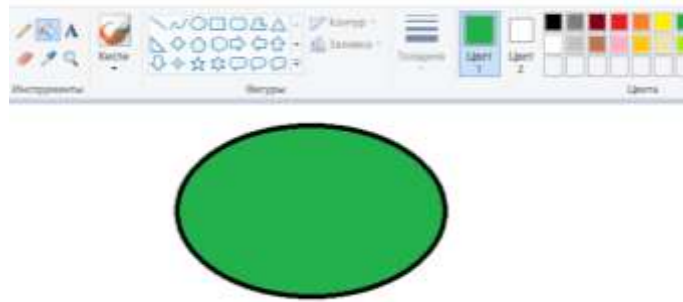 A
Контур
Заливка
Кисти
Толщина
Цвет 1
Цвет 2
Инструменты
Фигуры
Цвета